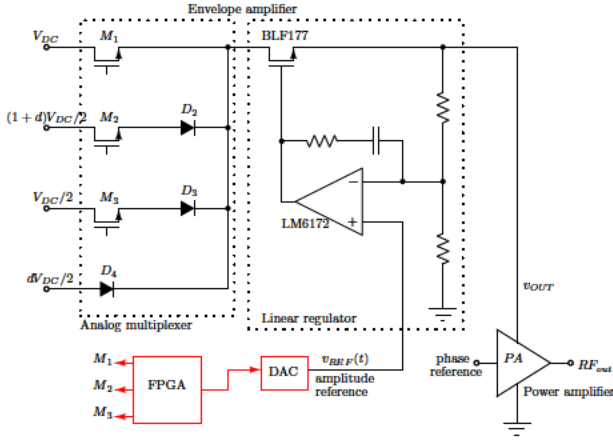 Envelope amplifier
V_DC
M_1
BLF177
(1+d)V_DC/2
M_2
D_2
V_DC/2
M_3
D_3
LM6172
dV_DC/2
D_4
v_OUT
Analog multiplexer
Linear regulator
M_1
M_2
M_3
FPGA
DAC
v_REF(t)
amplitude
reference
phase
reference
PA
RF_out
Power amplifier
− 
+